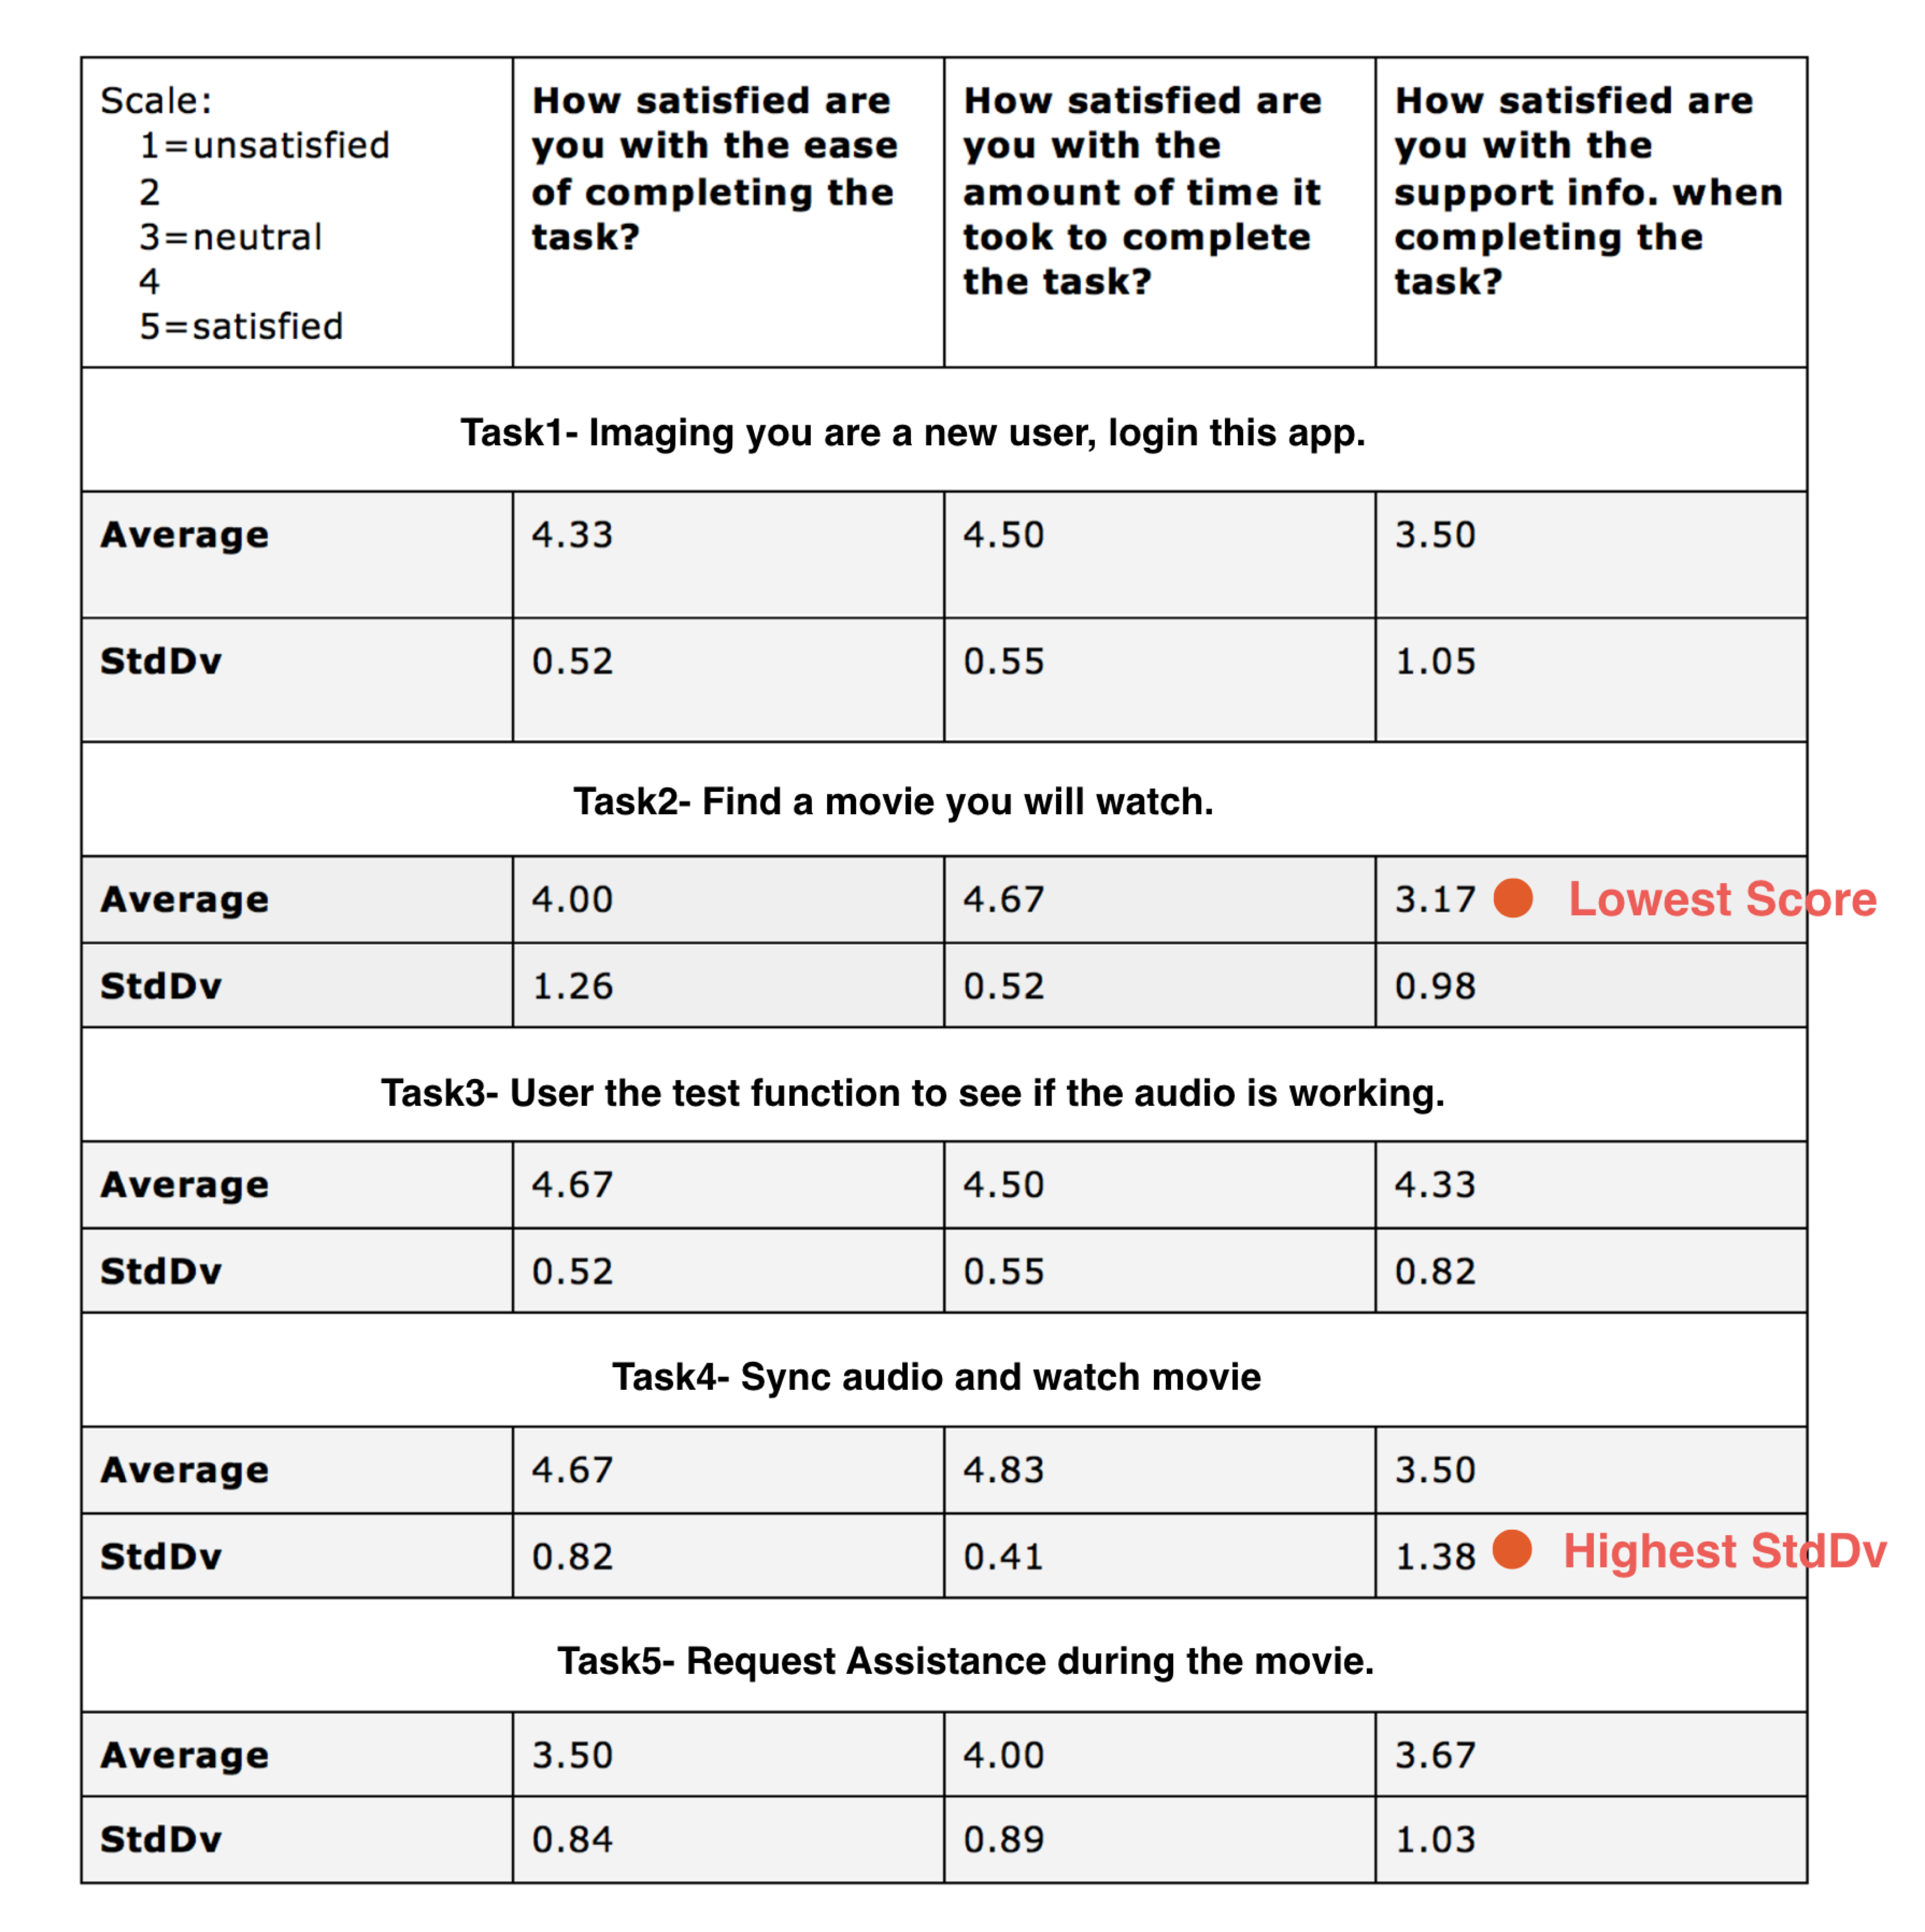 Scale:
1=unsatisfied
2
3=neutral
4
5=satisfied
How satisfied are
you with the ease
of completing the
task?
How satisfied are
you with the
amount of time it
took to complete
the task?
How satisfied are
you with the
support info. when
completing the
task?
Task1- Imaging you are a new user, login this app.
Average 4.33 4.50 3.50
StdDv 0.52 0.55 1.05
Task2- Find a movie you will watch.
Average 4.00 4.67 3.17 Lowest Score
StdDv 1.26 0.52 0.98
Task3- User the test function to see if the audio is working.
Average 4.67 4.50 4.33
StdDv 0.52 0.55 0.82
Task4- Sync audio and watch movie
Average 4.67 4.83 3.50
StdDv 0.82 0.41 1.38 Highest StdDv
Task5- Request Assistance during the movie.
Average 3.50 4.00 3.67
StdDv 0.84 0.89 1.03